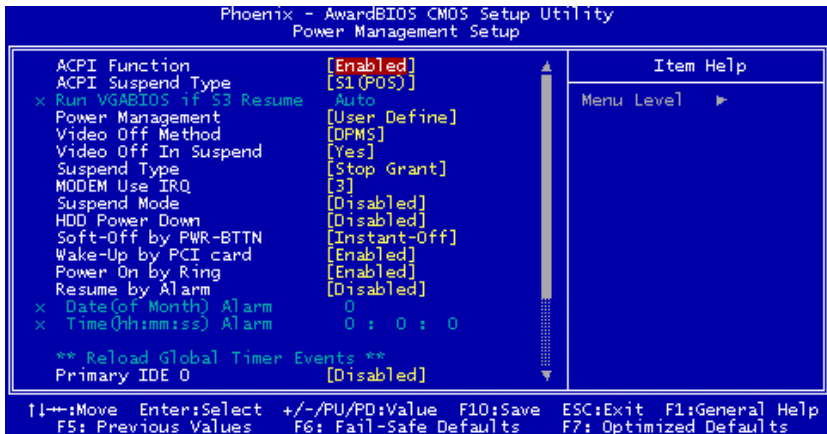 Phoenix - AwardBIOS CMOS Setup Utility
Power Management Setup
ACPI Function [Enabled]
ACPI Suspend Type [S1(POS)]
x Run VGABIOS if S3 Resume Auto
Power Management [User Define]
Video Off Method [DPMS]
Video Off In Suspend [Yes]
Suspend Type [Stop Grant]
MODEM Use IRQ [3]
Suspend Mode [Disabled]
HDD Power Down [Disabled]
Soft-Off by PWR-BTTN [Instant-Off]
Wake-Up by PCI card [Enabled]
Power On by Ring [Enabled]
Resume by Alarm [Disabled]
x Date(of Month) Alarm 0
x Time(hh:mm:ss) Alarm 0 : 0 : 0
** Reload Global Timer Events **
Primary IDE 0 [Disabled]
Item Help
Menu Level ►
↑↓→←:Move Enter:Select +/-/PU/PD:Value F10:Save ESC:Exit F1:General Help
F5: Previous Values F6: Fail-Safe Defaults F7: Optimized Defaults